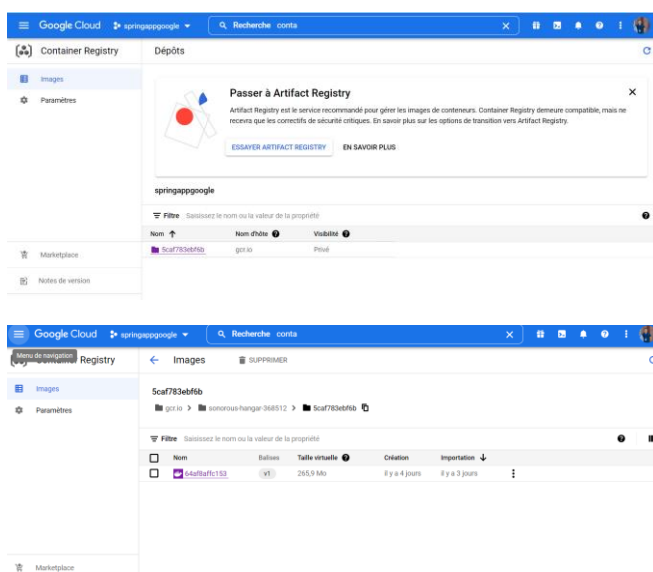 Google Cloud springappgoogle Recherche conta
Container Registry Dépôts
Images
Paramètres
Passer à Artifact Registry
Artifact Registry est le service recommandé pour gérer les images de conteneurs. Container Registry demeure compatible, mais ne
recevra que les correctifs de sécurité critiques. En savoir plus sur les options de transition vers Artifact Registry.
ESSAYER ARTIFACT REGISTRY EN SAVOIR PLUS
springappgoogle
Filtre Saisissez le nom ou la valeur de la propriété
Nom Nom d'hôte Visibilité
5caf783ebf6b gcr.io Privé
Marketplace
Notes de version
Google Cloud springappgoogle Recherche conta
Menu de navigation Registry Images SUPPRIMER
Images
Paramètres
5caf783ebf6b
gcr.io > sonorous-hangar-368512 > 5caf783ebf6b
Filtre Saisissez le nom ou la valeur de la propriété
Nom Balises Taille virtuelle Création Importation
64af8affc153 v1 265,9 Mo il y a 4 jours il y a 3 jours
Marketplace